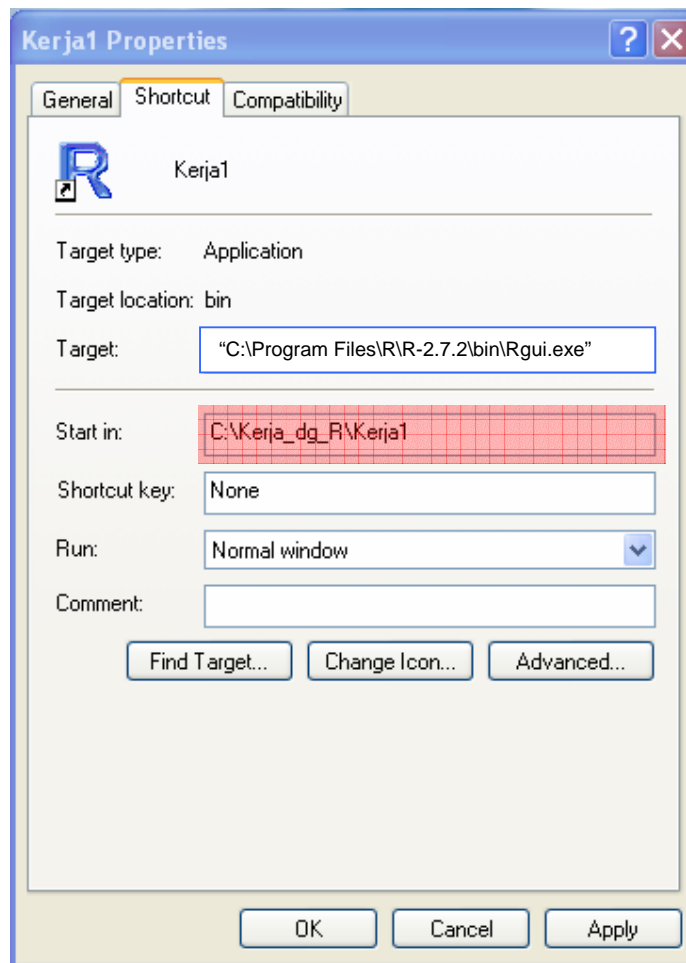 Kerja1 Properties
General Shortcut Compatibility
Kerja1
Target type: Application
Target location: bin
Target: “C:\Program Files\R\R-2.7.2\bin\Rgui.exe”
Start in: C:\Kerja_dg_R\Kerja1
Shortcut key: None
Run: Normal window
Comment:
Find Target... Change Icon... Advanced...
OK Cancel Apply